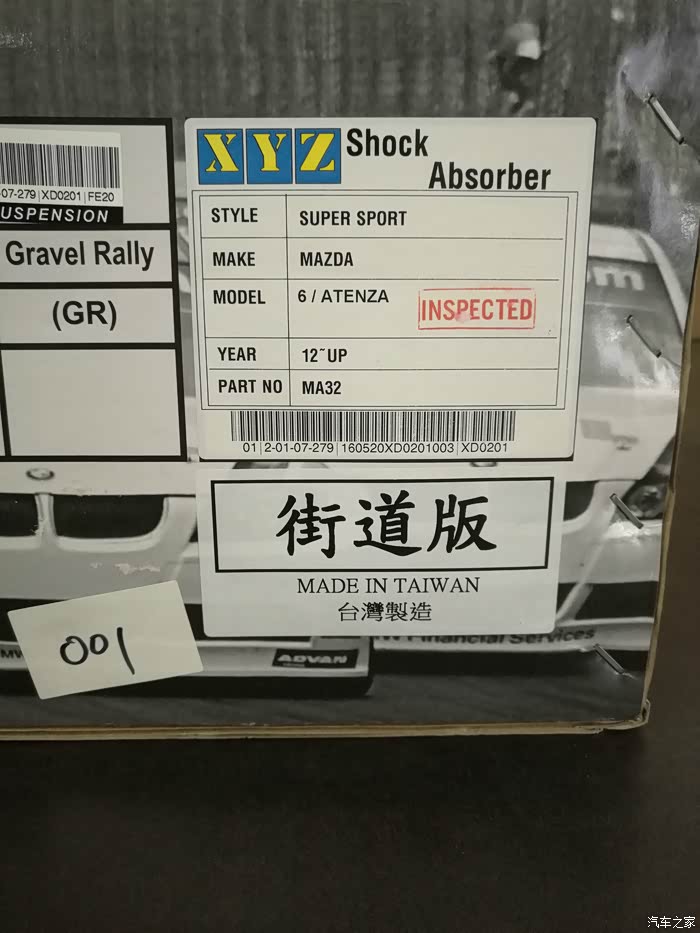 XYZ Shock
Absorber
STYLE SUPER SPORT
MAKE MAZDA
MODEL 6 / ATENZA
INSPECTED
YEAR 12~UP
PART NO MA32
01|2-01-07-279|160520XD0201003|XD0201
-07-279|XD0201|FE20
USPENSION
Gravel Rally
(GR)
街道版
MADE IN TAIWAN
台灣製造
001
ADVAN
Financial Services
om
汽车之家